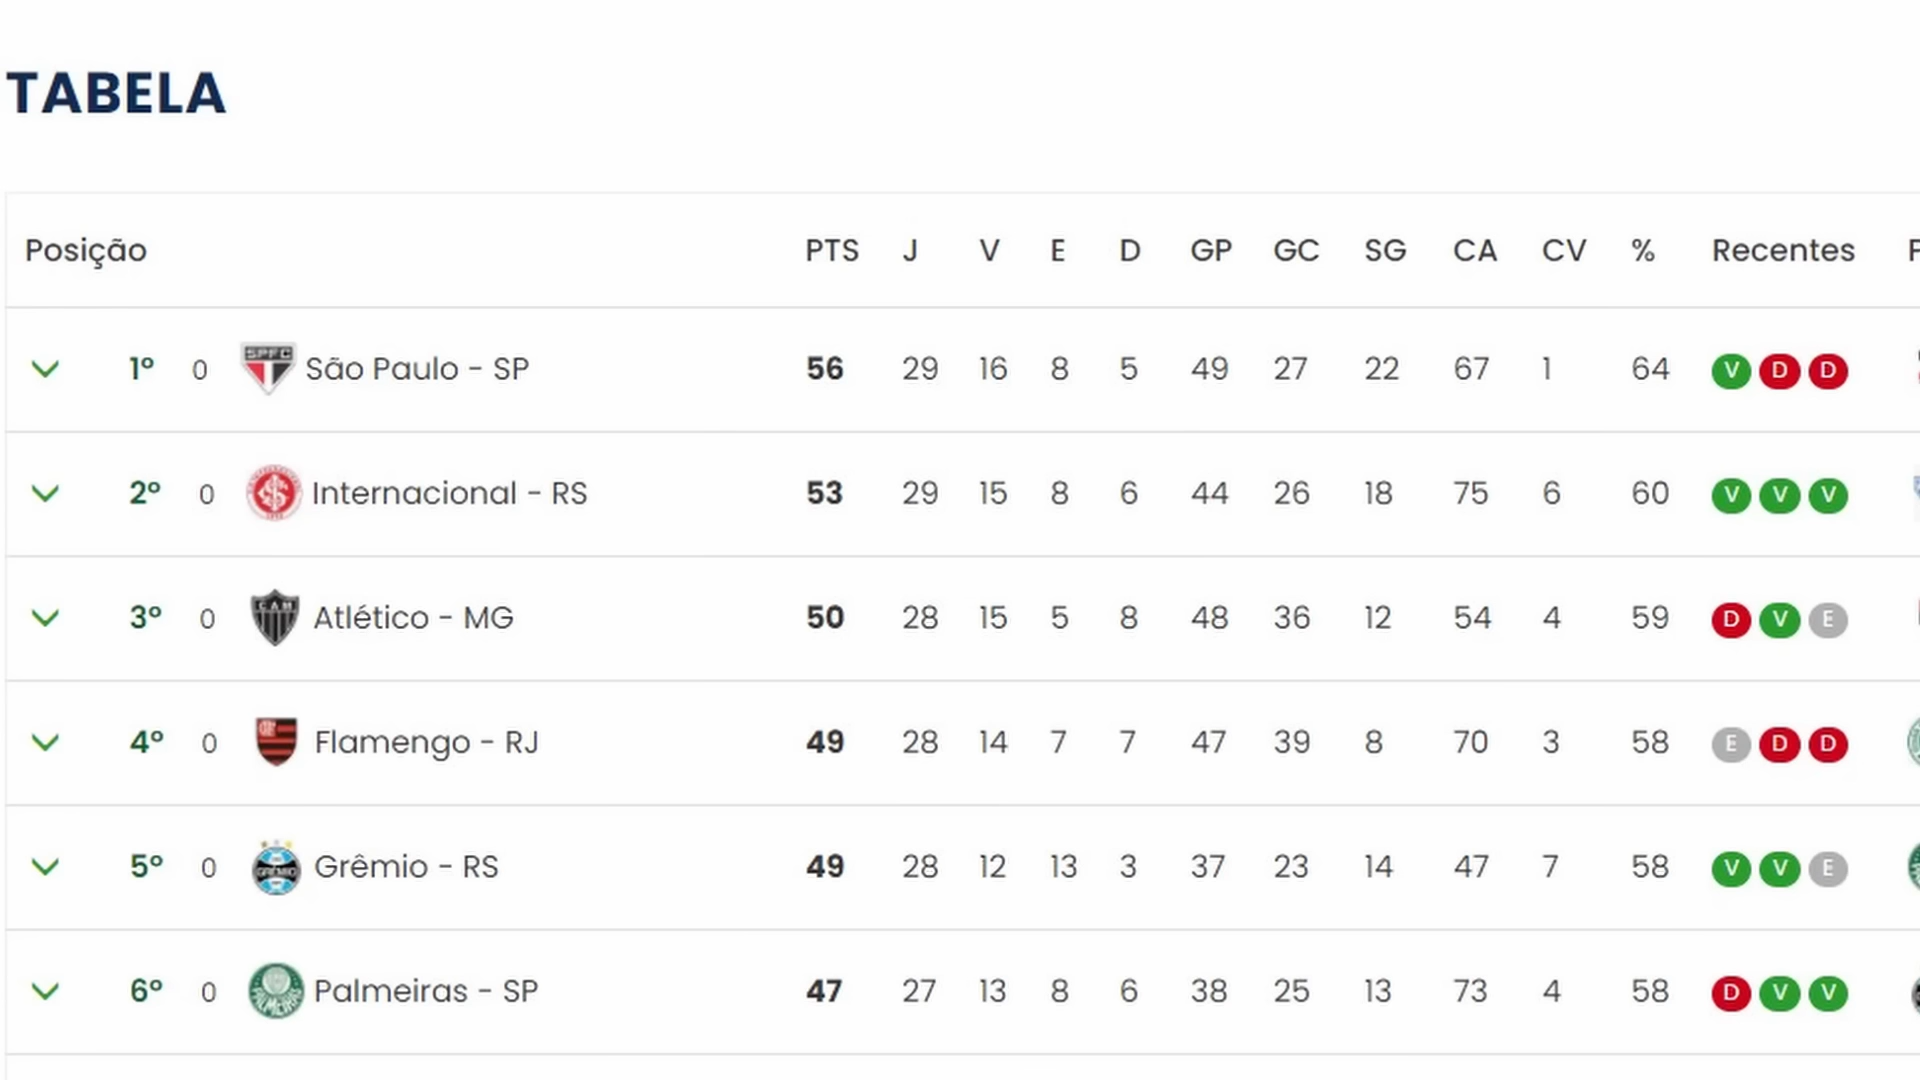 TABELA
Posição PTS J V E D GP GC SG CA CV % Recentes
1º 0 SPFC São Paulo - SP 56 29 16 8 5 49 27 22 67 1 64 V D D
2º 0 Internacional - RS 53 29 15 8 6 44 26 18 75 6 60 V V V
3º 0 CAM Atlético - MG 50 28 15 5 8 48 36 12 54 4 59 D V E
4º 0 Flamengo - RJ 49 28 14 7 7 47 39 8 70 3 58 E D D
5º 0 GRÊMIO Grêmio - RS 49 28 12 13 3 37 23 14 47 7 58 V V E
6º 0 PALMEIRAS Palmeiras - SP 47 27 13 8 6 38 25 13 73 4 58 D V V